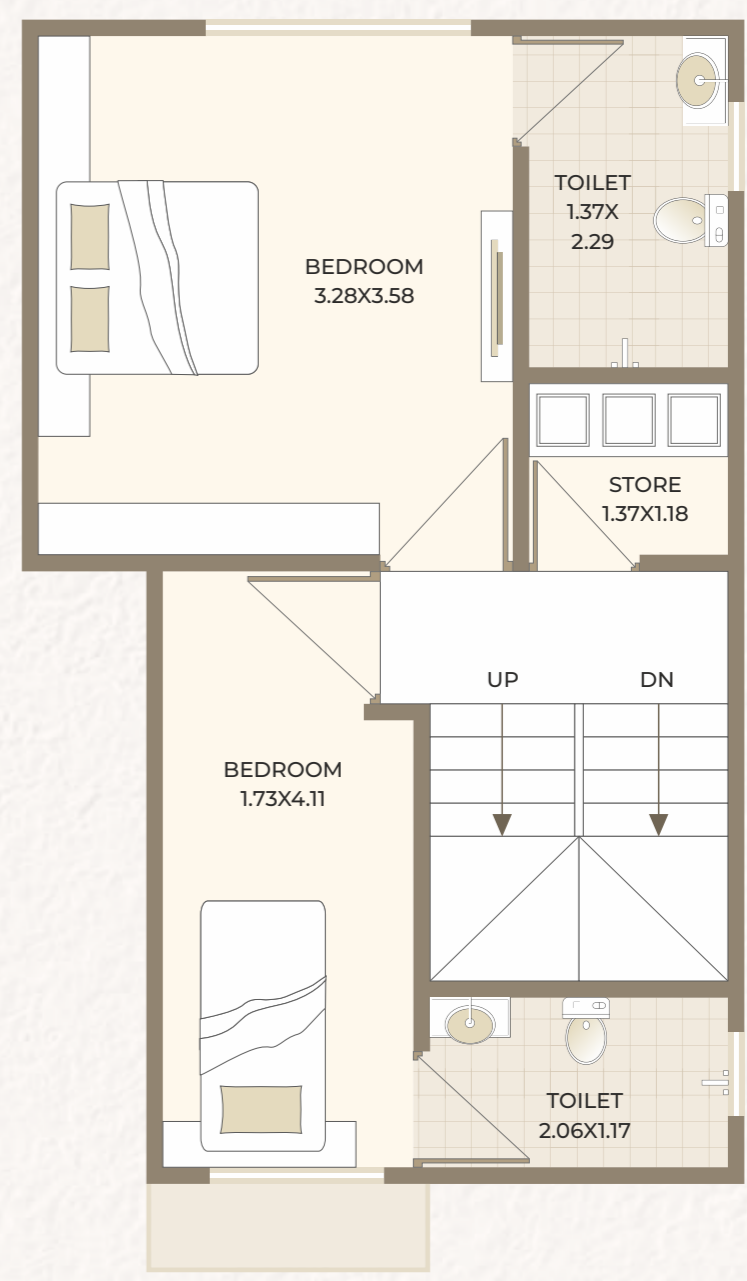 TOILET
1.37X
2.29
BEDROOM
3.28X3.58
STORE
1.37X1.18
UP
DN
BEDROOM
1.73X4.11
TOILET
2.06X1.17